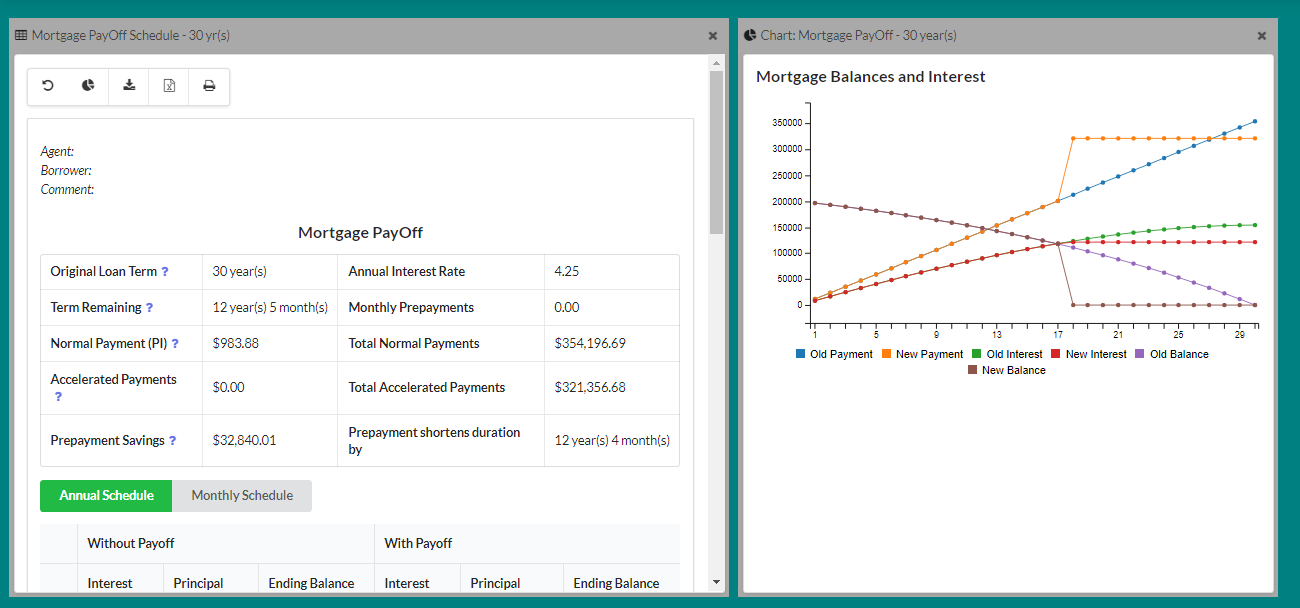 Mortgage PayOff Schedule - 30 yr(s)
Agent:
Borrower:
Comment:
Mortgage PayOff
Original Loan Term ? 30 year(s) Annual Interest Rate 4.25
Term Remaining ? 12 year(s) 5 month(s) Monthly Prepayments 0.00
Normal Payment (PI) ? $983.88 Total Normal Payments $354,196.69
Accelerated Payments
? $0.00 Total Accelerated Payments $321,356.68
Prepayment Savings ? $32,840.01 Prepayment shortens duration
by 12 year(s) 4 month(s)
Annual Schedule Monthly Schedule
Without Payoff With Payoff
Interest Principal Ending Balance Interest Principal Ending Balance
Chart: Mortgage PayOff - 30 year(s)
Mortgage Balances and Interest
350000
300000
250000
200000
150000
100000
50000
0
1 5 9 13 17 21 25 29
Old Payment New Payment Old Interest New Interest Old Balance
New Balance